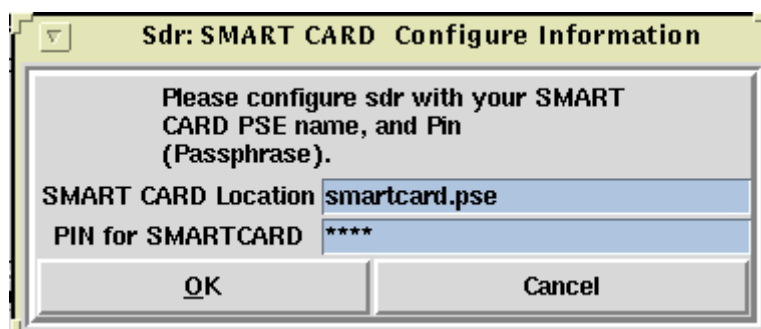 Sdr: SMART CARD Configure Information
Please configure sdr with your SMART
CARD PSE name, and Pin
(Passphrase).
SMART CARD Location smartcard.pse
PIN for SMARTCARD ****
OK Cancel